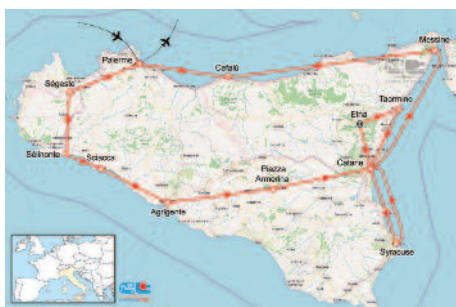 Palerme
Cefalù
Messine
Ségeste
Taormine
Etna
Sélinonte
Sciacca
Catane
Piazza
Armerina
Agrigente
Syracuse